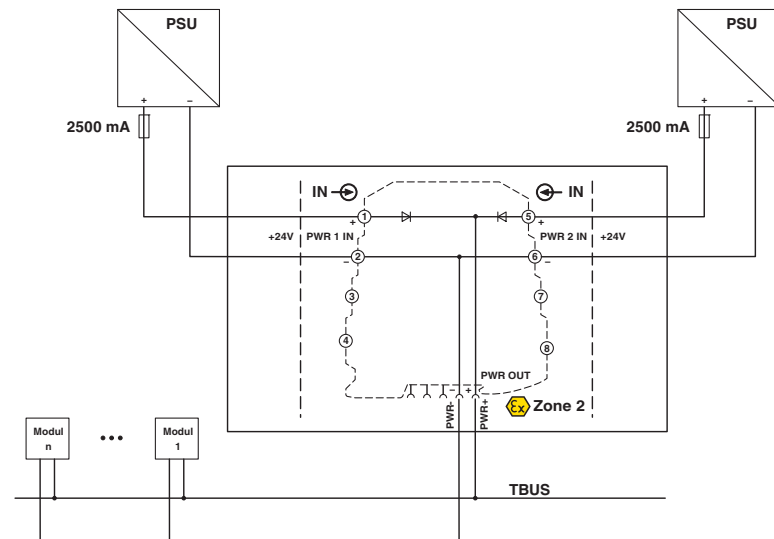 PSU
PSU
+ –
+ –
2500 mA
2500 mA
IN
IN
1
5
+
+
+24V
PWR 1 IN
PWR 2 IN
+24V
–
2
6
–
3
7
4
8
PWR OUT
– +
Ex Zone 2
PWR-
PWR+
Modul
n
Modul
1
TBUS